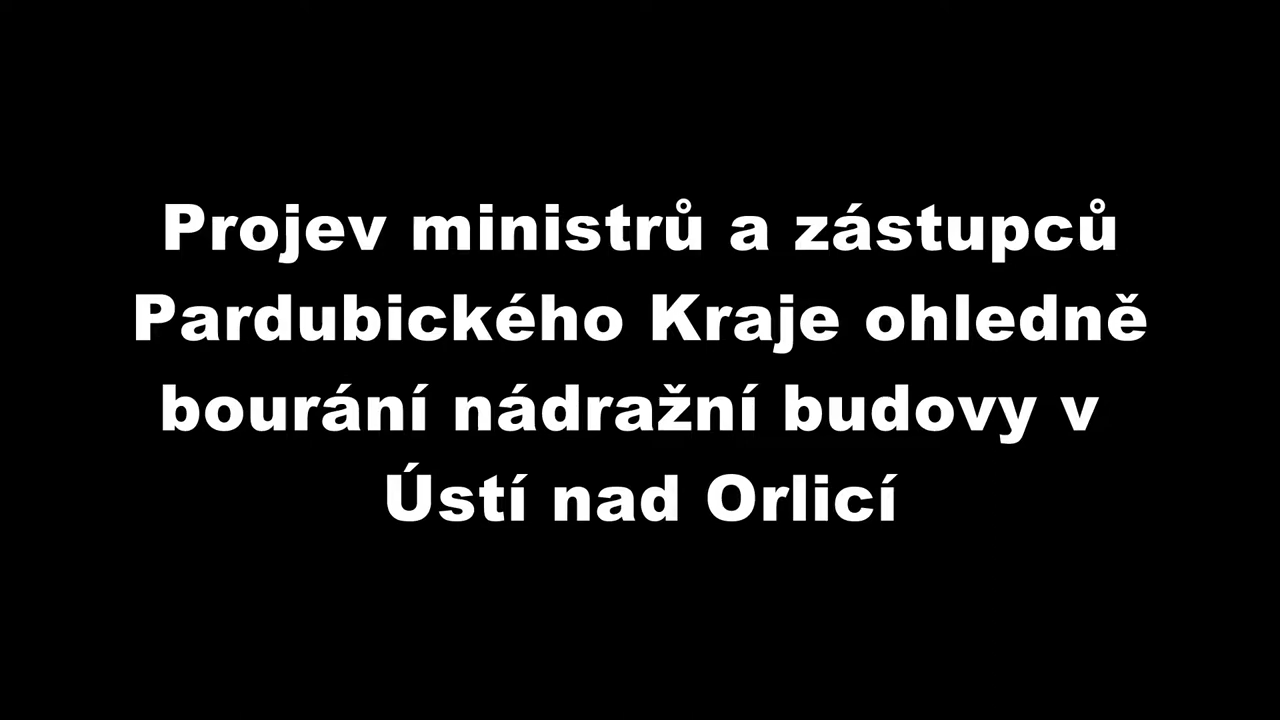 Projev ministrů a zástupců
Pardubického Kraje ohledně
bourání nádražní budovy v
Ústí nad Orlicí